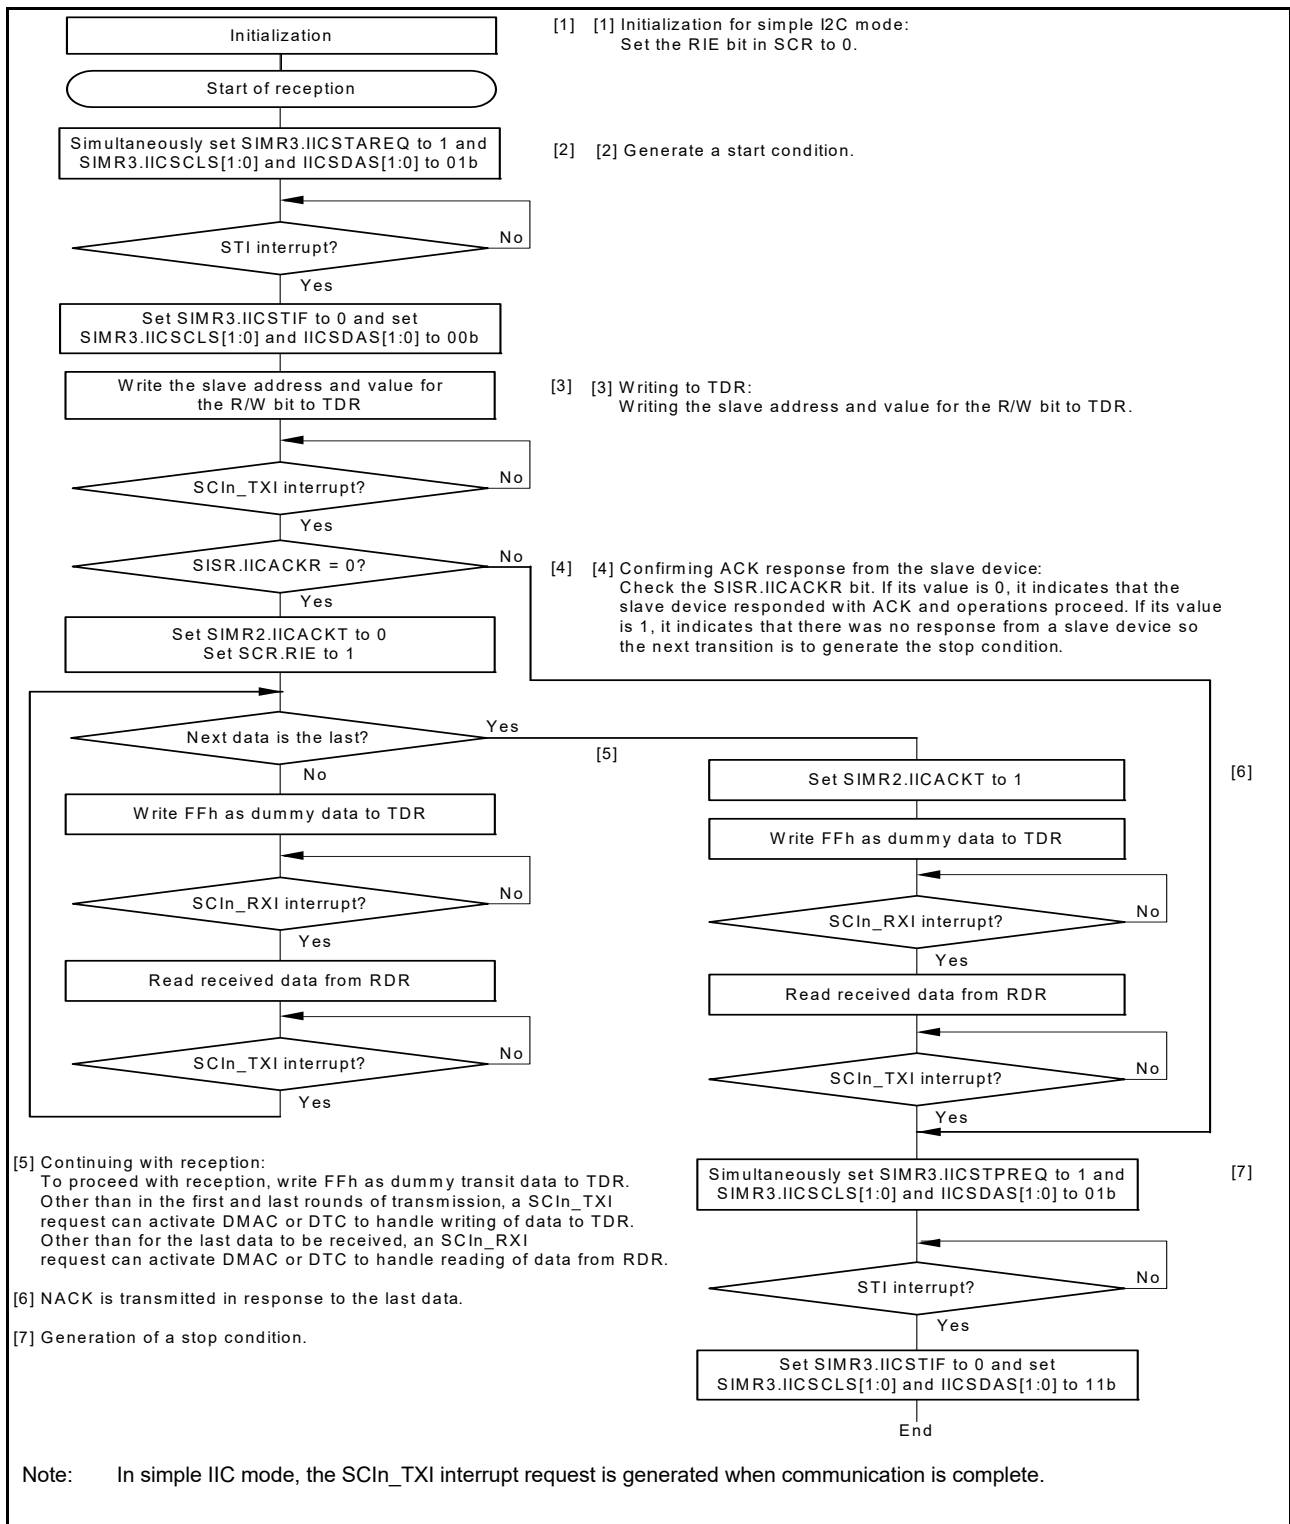 Initialization
[1] [1] Initialization for simple I2C mode:
Set the RIE bit in SCR to 0.
Start of reception
Simultaneously set SIMR3.IICSTAREQ to 1 and
SIMR3.IICSCLS[1:0] and IICSDAS[1:0] to 01b
[2] [2] Generate a start condition.
STI interrupt?
No
Yes
Set SIMR3.IICSTIF to 0 and set
SIMR3.IICSCLS[1:0] and IICSDAS[1:0] to 00b
Write the slave address and value for
the R/W bit to TDR
[3] [3] Writing to TDR:
Writing the slave address and value for the R/W bit to TDR.
SCIn_TXI interrupt?
No
Yes
SISR.IICACKR = 0?
No
Yes
[4] [4] Confirming ACK response from the slave device:
Check the SISR.IICACKR bit. If its value is 0, it indicates that the
slave device responded with ACK and operations proceed. If its value
is 1, it indicates that there was no response from a slave device so
the next transition is to generate the stop condition.
Set SIMR2.IICACKT to 0
Set SCR.RIE to 1
Next data is the last?
Yes
No
[5]
Write FFh as dummy data to TDR
SCIn_RXI interrupt?
No
Yes
Read received data from RDR
SCIn_TXI interrupt?
No
Yes
Set SIMR2.IICACKT to 1
[6]
Write FFh as dummy data to TDR
SCIn_RXI interrupt?
No
Yes
Read received data from RDR
SCIn_TXI interrupt?
No
Yes
Simultaneously set SIMR3.IICSTPREQ to 1 and
SIMR3.IICSCLS[1:0] and IICSDAS[1:0] to 01b
[7]
STI interrupt?
No
Yes
Set SIMR3.IICSTIF to 0 and set
SIMR3.IICSCLS[1:0] and IICSDAS[1:0] to 11b
End
[5] Continuing with reception:
To proceed with reception, write FFh as dummy transit data to TDR.
Other than in the first and last rounds of transmission, a SCIn_TXI
request can activate DMAC or DTC to handle writing of data to TDR.
Other than for the last data to be received, an SCIn_RXI
request can activate DMAC or DTC to handle reading of data from RDR.
[6] NACK is transmitted in response to the last data.
[7] Generation of a stop condition.
Note: In simple IIC mode, the SCIn_TXI interrupt request is generated when communication is complete.